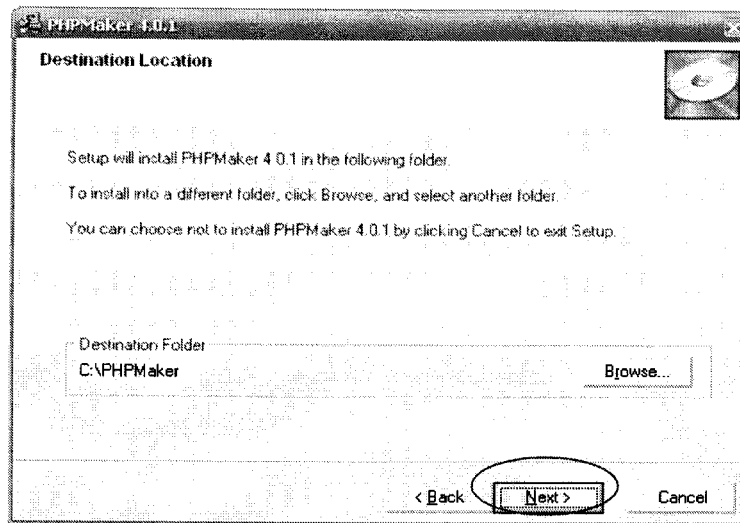 PHPMaker 4.0.1
Destination Location
Setup will install PHPMaker 4.0.1 in the following folder.
To install into a different folder, click Browse, and select another folder.
You can choose not to install PHPMaker 4.0.1 by clicking Cancel to exit Setup.
Destination Folder
C:\PHPMaker
Browse...
< Back
Next >
Cancel